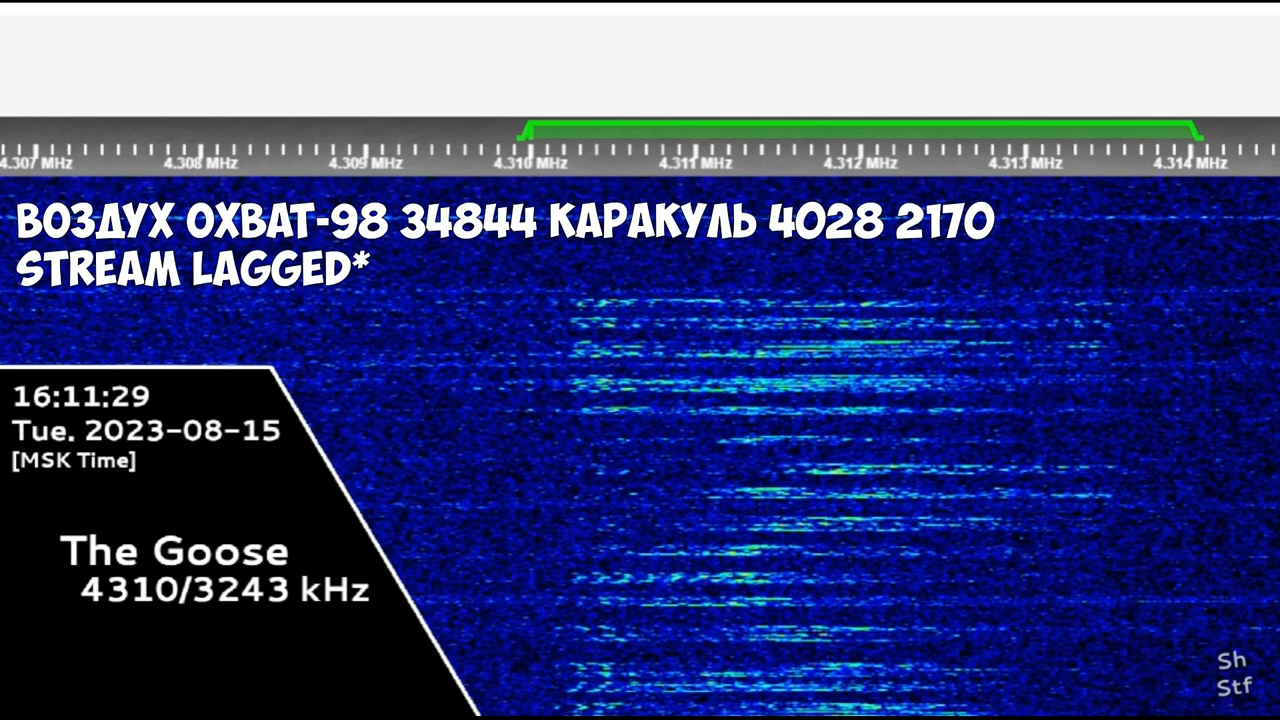 4.307 MHz 4.308 MHz 4.309 MHz 4.310 MHz 4.311 MHz 4.312 MHz 4.313 MHz 4.314 MHz
ВОЗДУХ ОХВАТ-98 34844 КАРАКУЛЬ 4028 2170
STREAM LAGGED*
16:11:29
Tue. 2023-08-15
[MSK Time]
The Goose
4310/3243 kHz
Sh
Stf